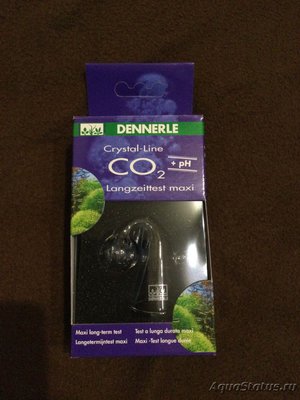 DENNERLE
Crystal-Line
CO2 + pH
Langzeittest maxi
Maxi long-term test
Test a lunga durata maxi
Langetermijntest maxi
Maxi -Test longue durée
AquaStatus.ru